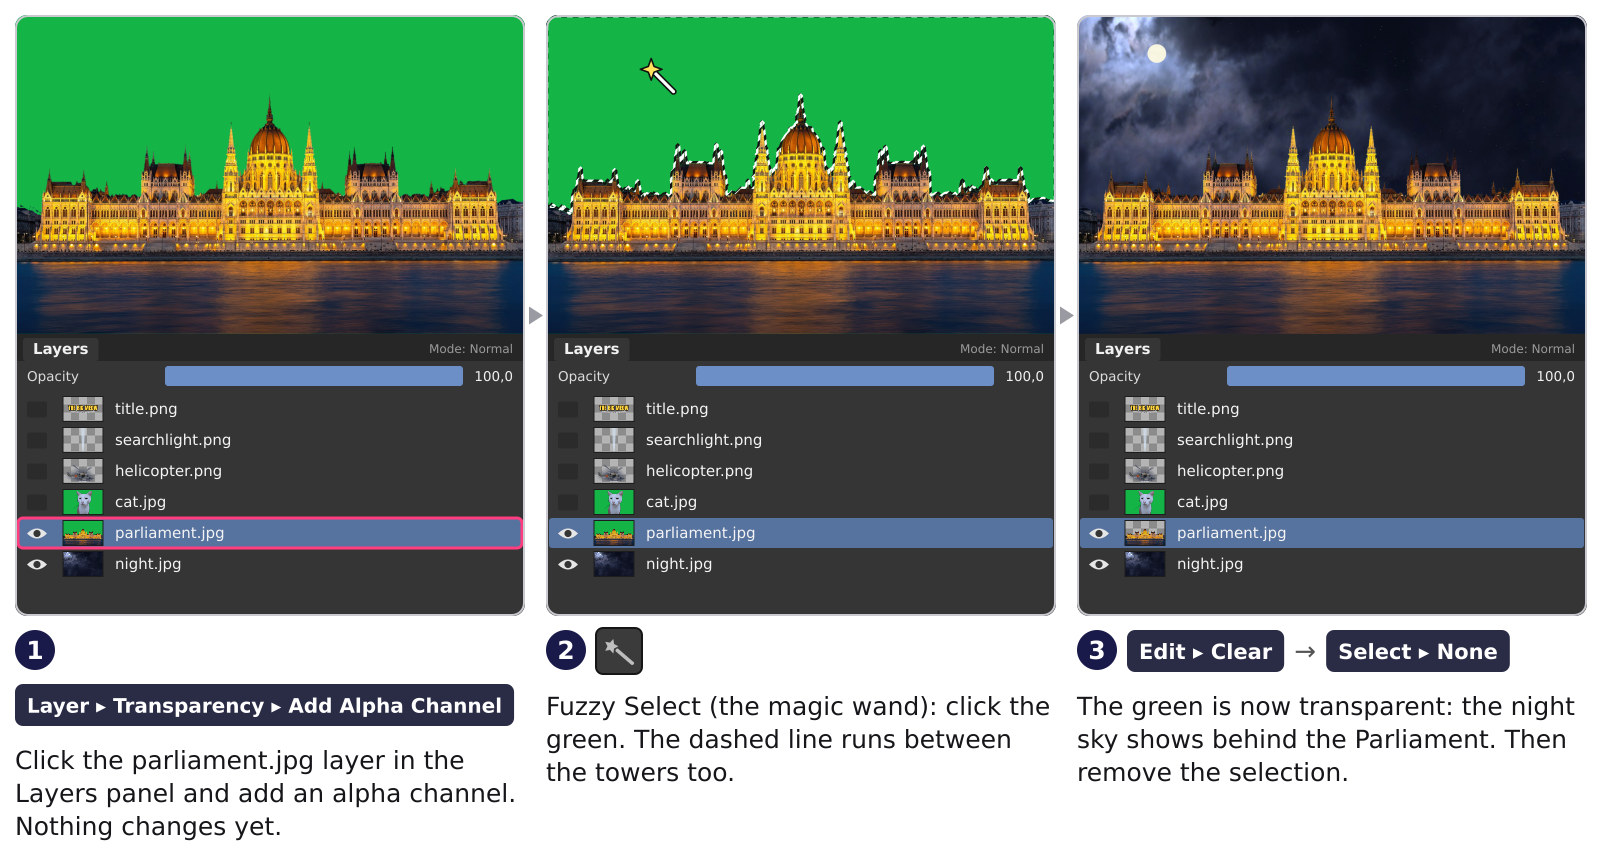 Layers
Mode: Normal
Opacity
100,0
title.png
searchlight.png
helicopter.png
cat.jpg
parliament.jpg
night.jpg
1
Layer ▸ Transparency ▸ Add Alpha Channel
Click the parliament.jpg layer in the
Layers panel and add an alpha channel.
Nothing changes yet.
Layers
Mode: Normal
Opacity
100,0
title.png
searchlight.png
helicopter.png
cat.jpg
parliament.jpg
night.jpg
2
Fuzzy Select (the magic wand): click the
green. The dashed line runs between
the towers too.
Layers
Mode: Normal
Opacity
100,0
title.png
searchlight.png
helicopter.png
cat.jpg
parliament.jpg
night.jpg
3
Edit ▸ Clear → Select ▸ None
The green is now transparent: the night
sky shows behind the Parliament. Then
remove the selection.